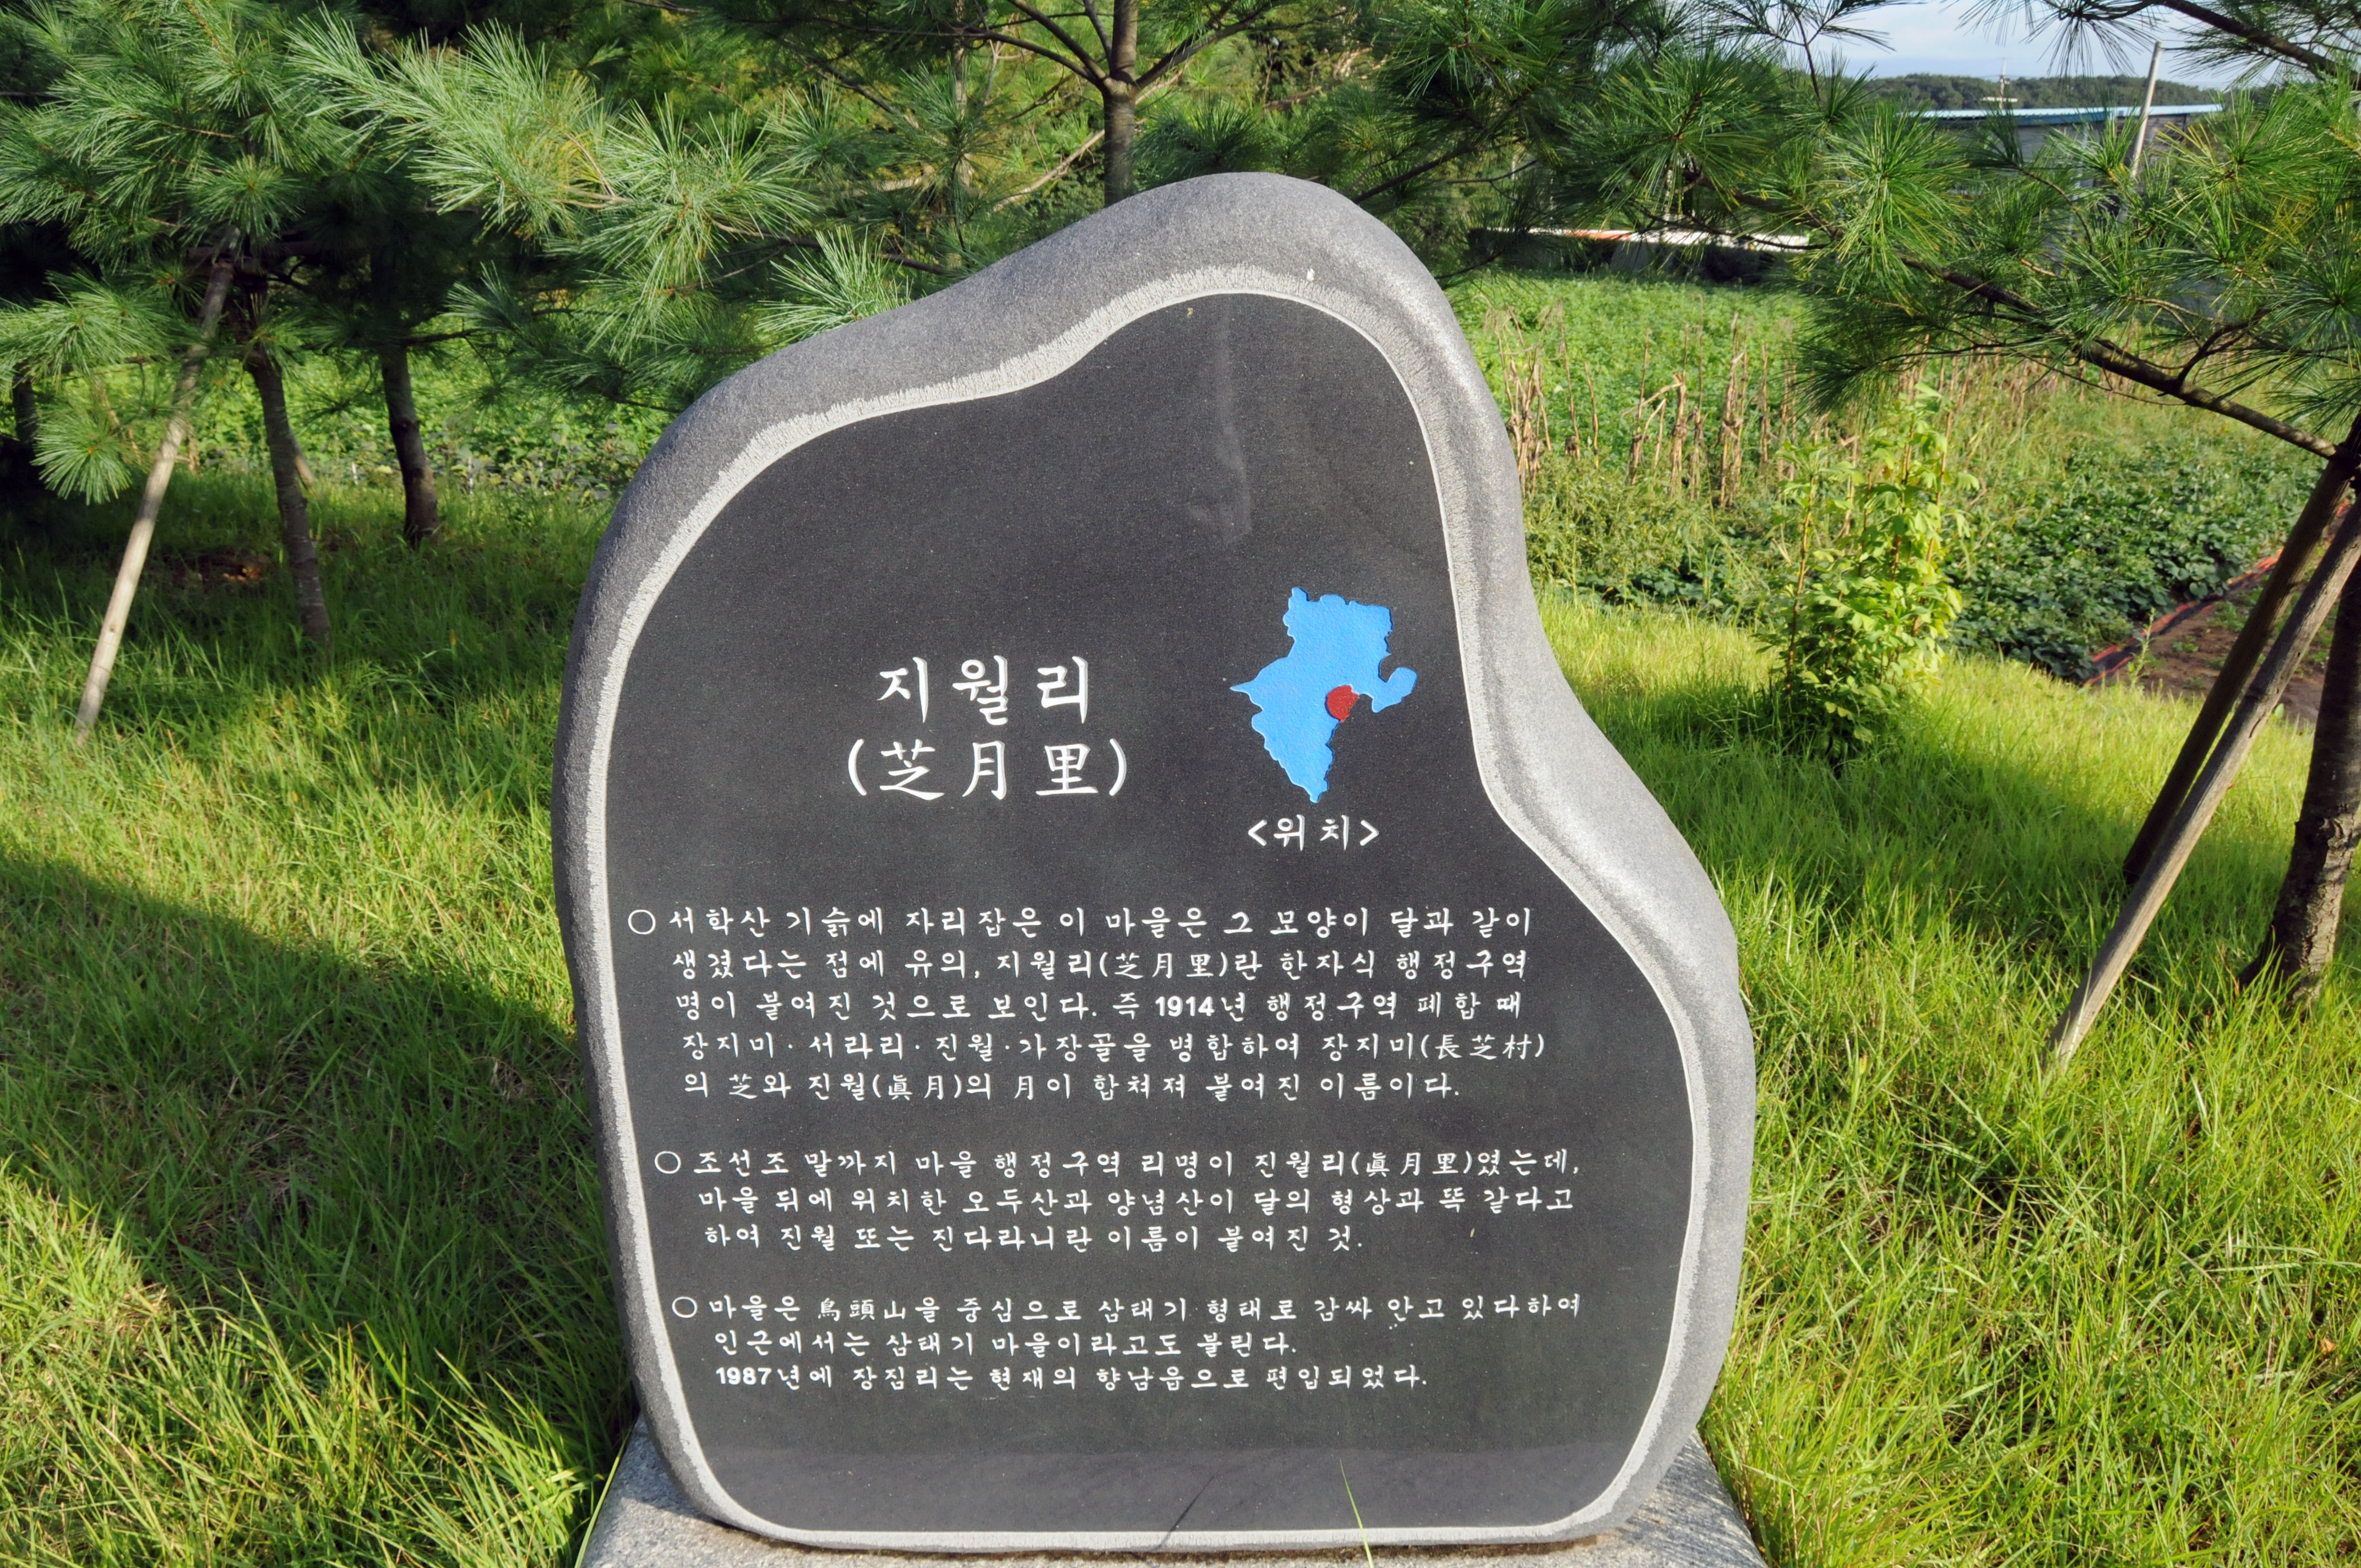 지월리
(芝月里)
<위치>
○ 서학산 기슭에 자리잡은 이 마을은 그 모양이 달과 같이
생겼다는 점에 유의, 지월리(芝月里)란 한자식 행정구역
명이 붙여진 것으로 보인다. 즉 1914년 행정구역 폐합 때
장지미·서라리·진월·가장골을 병합하여 장지미(長芝村)
의 芝와 진월(眞月)의 月이 합쳐져 붙여진 이름이다.
○ 조선조 말까지 마을 행정구역 리명이 진월리(眞月里)였는데,
마을 뒤에 위치한 오두산과 양념산이 달의 형상과 똑 같다고
하여 진월 또는 진다라니란 이름이 붙여진 것.
○ 마을은 鳥頭山을 중심으로 삼태기 형태로 감싸 안고 있다하여
인근에서는 삼태기 마을이라고도 불린다.
1987년에 장짐리는 현재의 향남읍으로 편입되었다.